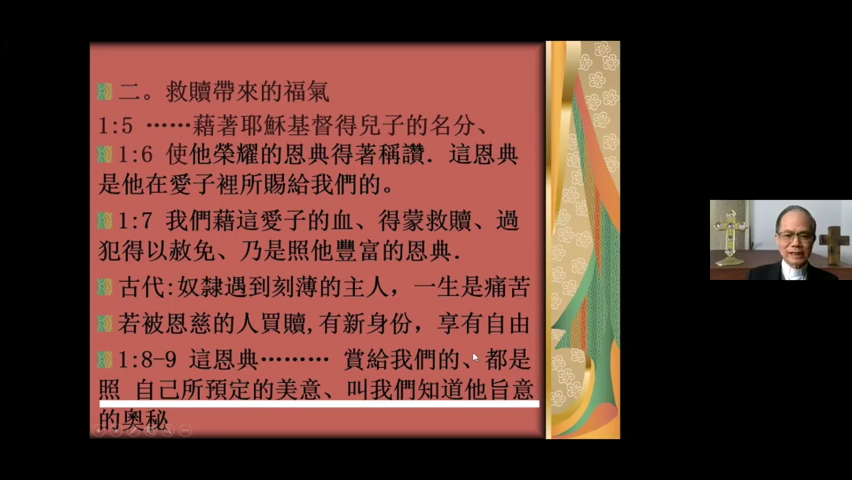 二。救贖帶來的福氣
1:5 ……藉著耶穌基督得兒子的名分、
1:6 使他榮耀的恩典得著稱讚．這恩典
是他在愛子裡所賜給我們的。
1:7 我們藉這愛子的血、得蒙救贖、過
犯得以赦免、乃是照他豐富的恩典．
古代:奴隸遇到刻薄的主人，一生是痛苦
若被恩慈的人買贖,有新身份，享有自由
1:8-9 這恩典……… 賞給我們的、都是
照 自己所預定的美意、叫我們知道他旨意
的奧秘